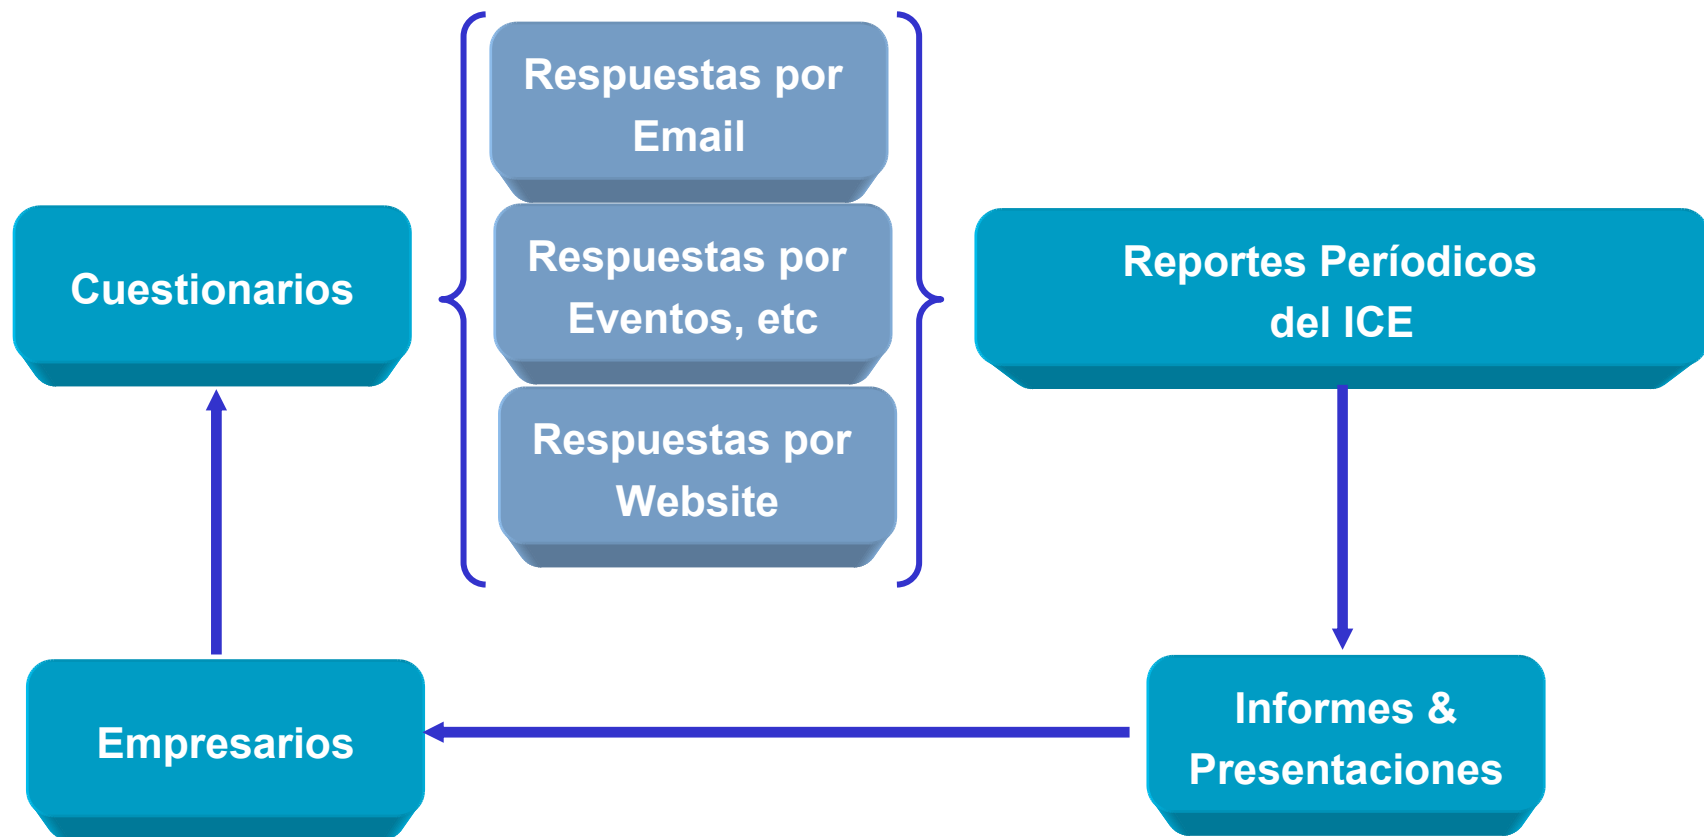 Respuestas por
Email
Respuestas por
Eventos, etc
Respuestas por
Website
Cuestionarios
Reportes Períodicos
del ICE
Empresarios
Informes &
Presentaciones